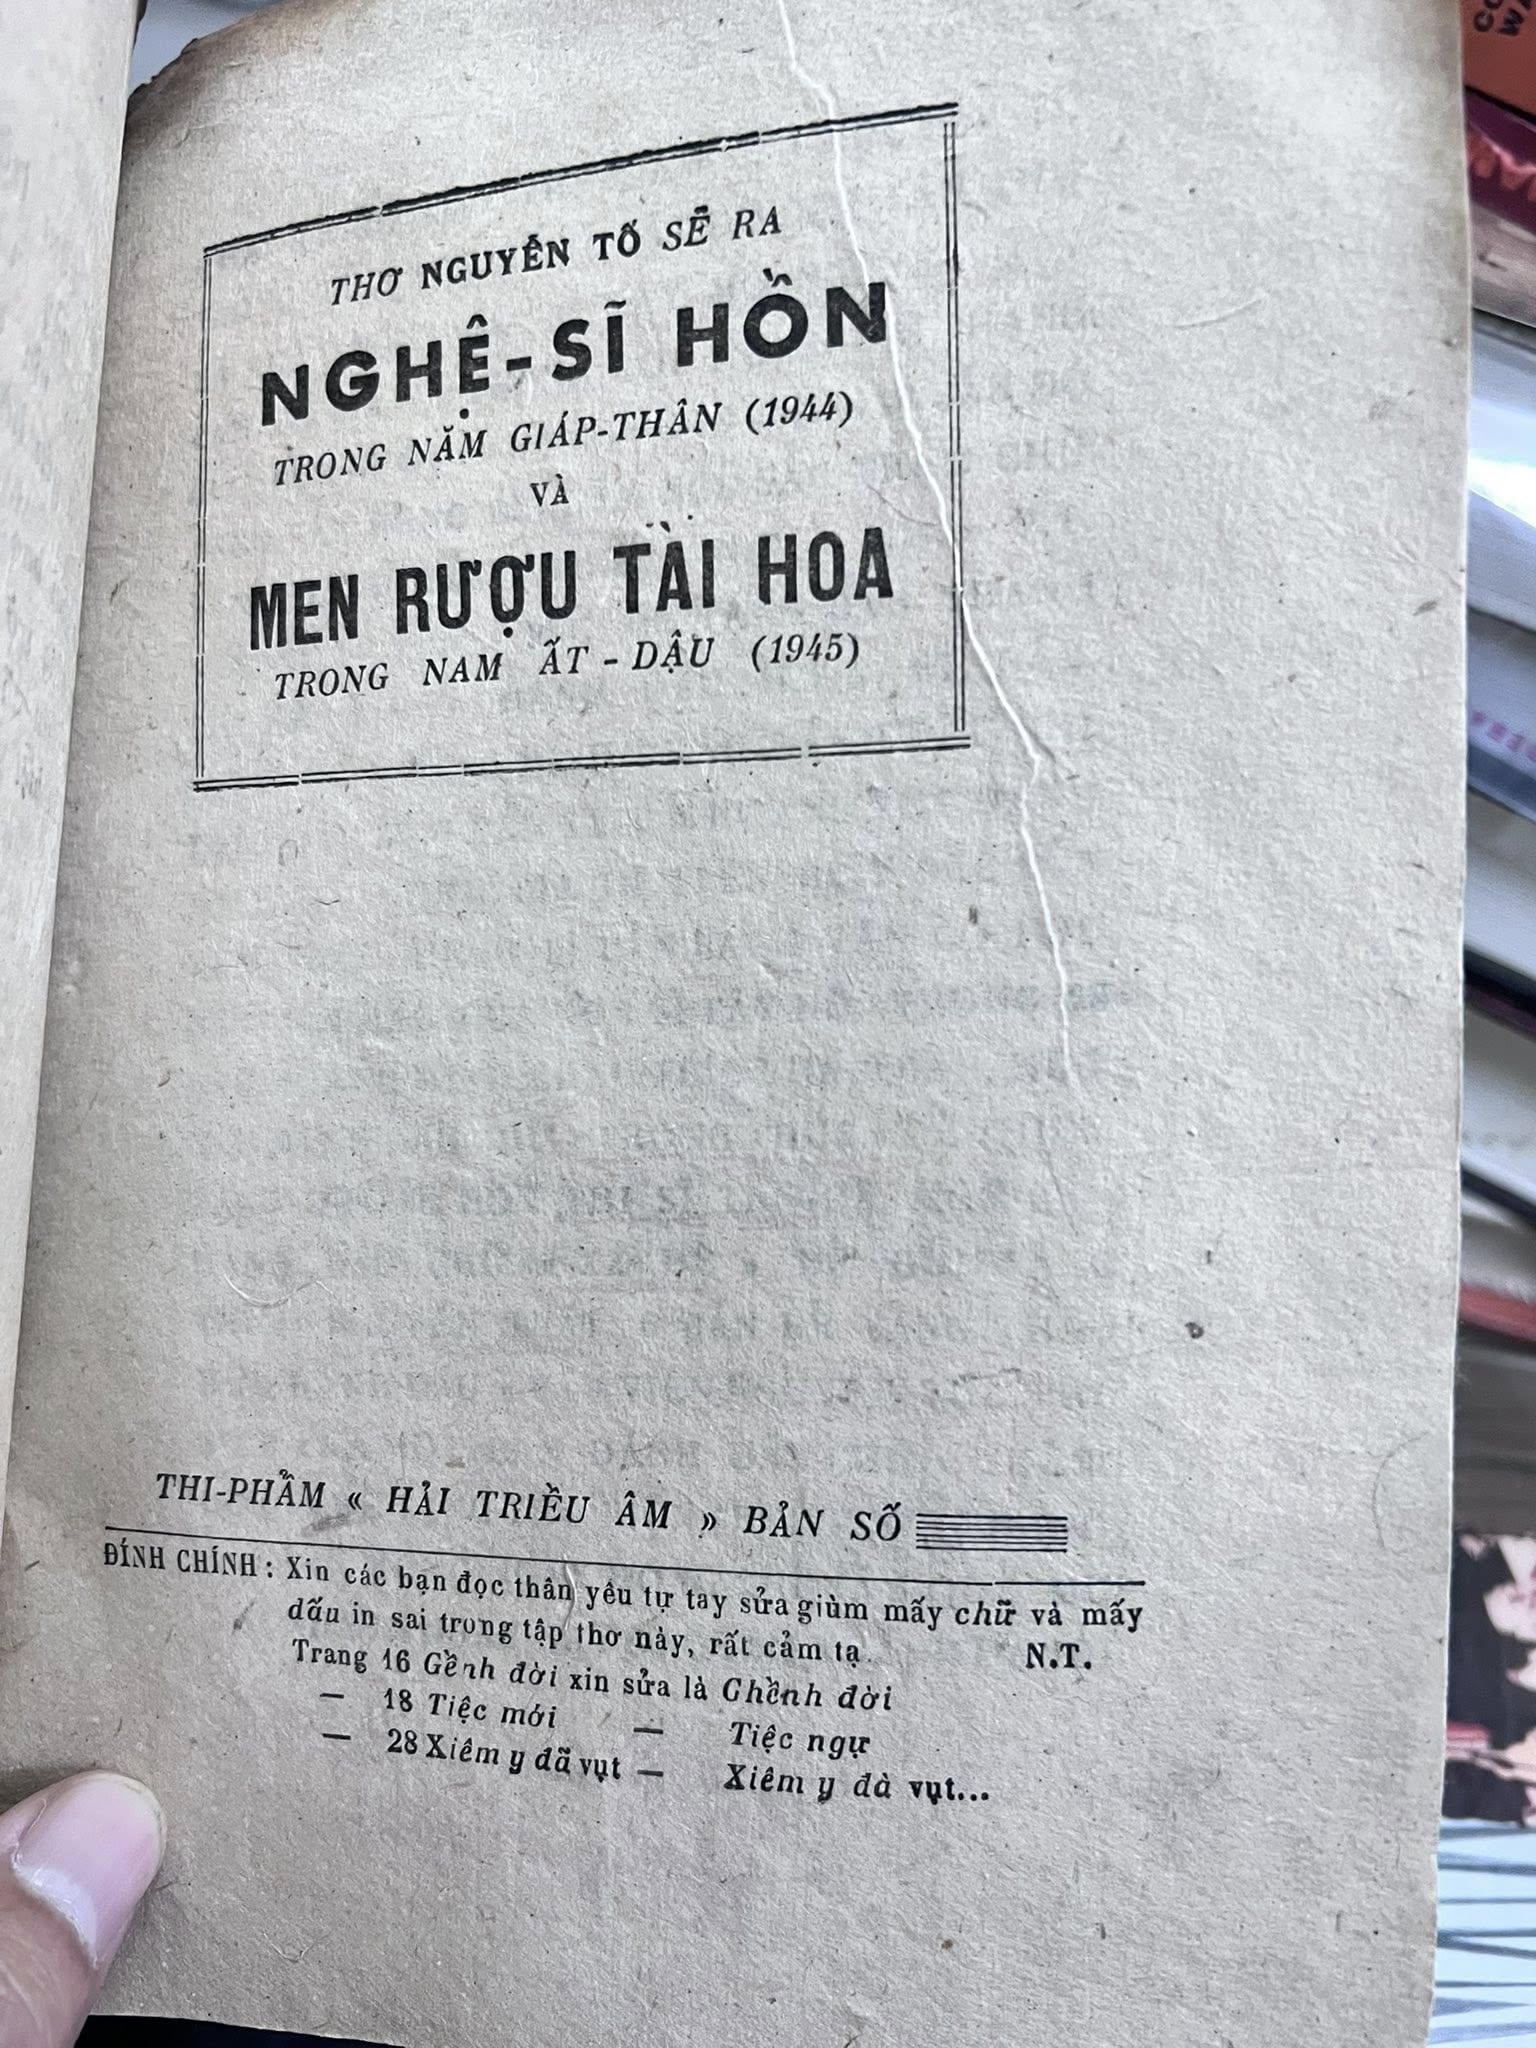 THƠ NGUYỄN TỐ SẼ RA
NGHỆ-SĨ HỒN
TRONG NẶM GIÁP-THÂN (1944)
VÀ
MEN RƯỢU TÀI HOA
TRONG NAM ẤT - DẬU (1945)
THI-PHẨM « HẢI TRIỀU ÂM » BẢN SỐ
ĐÍNH CHÍNH : Xin các bạn đọc thân yêu tự tay sửa giùm mấy chữ và mấy
dấu in sai trong tập thơ này, rất cảm tạ. N.T.
Trang 16 Gềnh đời xin sửa là Ghềnh đời
— 18 Tiệc mới — Tiệc ngự
— 28 Xiêm y đã vụt — Xiêm y đà vụt...